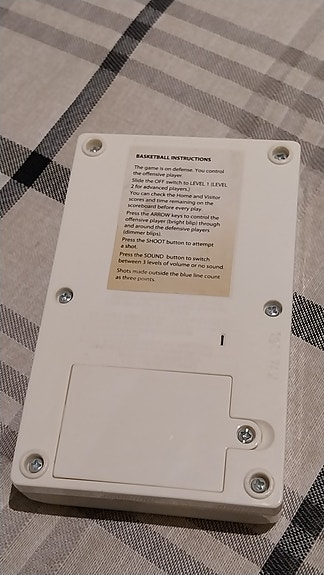 BASKETBALL INSTRUCTIONS
The game is on defense. You control
the offensive player.
Slide the OFF switch to LEVEL 1 (LEVEL
2 for advanced players.)
You can check the Home and Visitor
scores and time remaining on the
scoreboard before every play.
Press the ARROW keys to control the
offensive player (bright blip) through
and around the defensive players
(dimmer blips).
Press the SHOOT button to attempt
a shot.
Press the SOUND button to switch
between 3 levels of volume or no sound.
Shots made outside the blue line count
as three points.